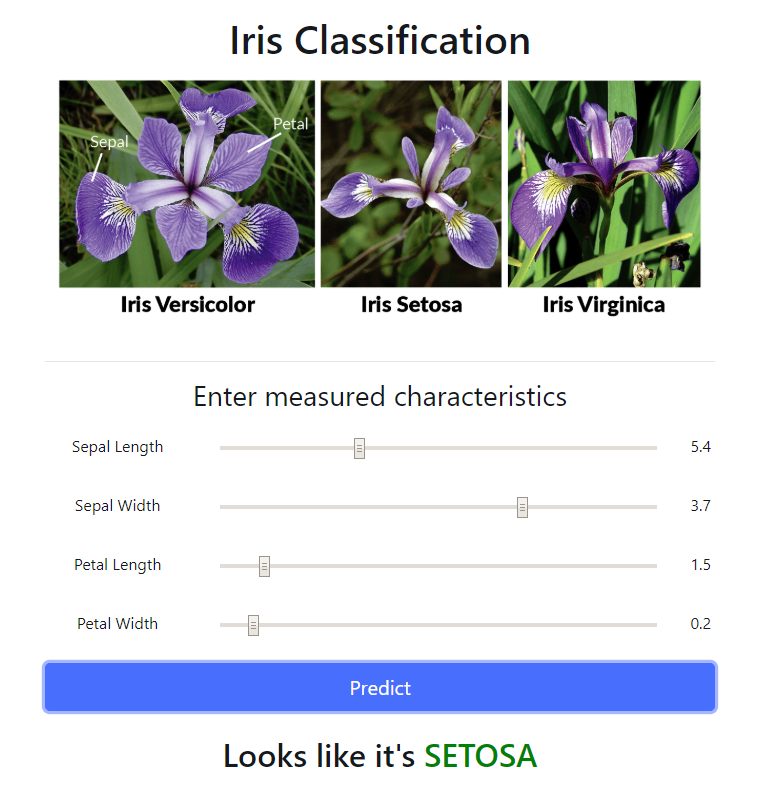 Iris Classification
Sepal
Petal
Iris Versicolor
Iris Setosa
Iris Virginica
Enter measured characteristics
Sepal Length 5.4
Sepal Width 3.7
Petal Length 1.5
Petal Width 0.2
Predict
Looks like it's SETOSA